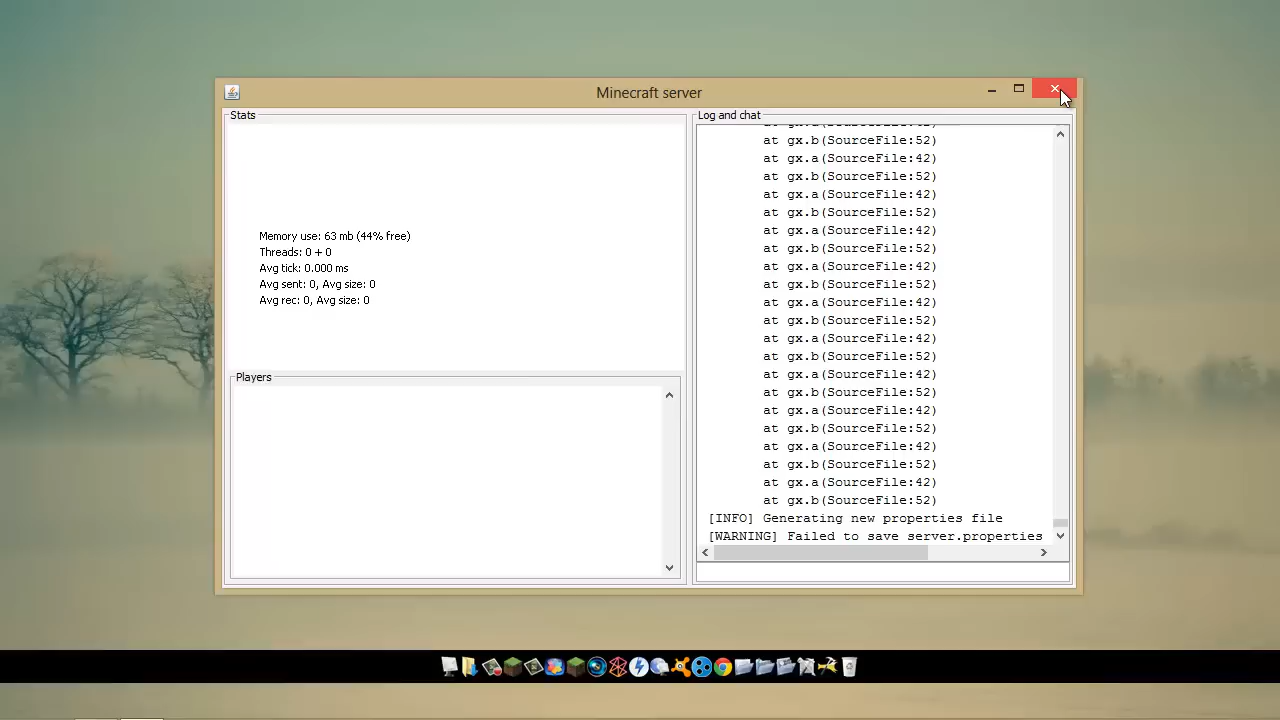 Minecraft server
Stats
Memory use: 63 mb (44% free)
Threads: 0 + 0
Avg tick: 0.000 ms
Avg sent: 0, Avg size: 0
Avg rec: 0, Avg size: 0
Players
Log and chat
at gx.b(SourceFile:52)
at gx.a(SourceFile:42)
at gx.b(SourceFile:52)
at gx.a(SourceFile:42)
at gx.b(SourceFile:52)
at gx.a(SourceFile:42)
at gx.b(SourceFile:52)
at gx.a(SourceFile:42)
at gx.b(SourceFile:52)
at gx.a(SourceFile:42)
at gx.b(SourceFile:52)
at gx.a(SourceFile:42)
at gx.b(SourceFile:52)
at gx.a(SourceFile:42)
at gx.b(SourceFile:52)
at gx.a(SourceFile:42)
at gx.b(SourceFile:52)
at gx.a(SourceFile:42)
at gx.b(SourceFile:52)
at gx.a(SourceFile:42)
at gx.b(SourceFile:52)
[INFO] Generating new properties file
[WARNING] Failed to save server.properties